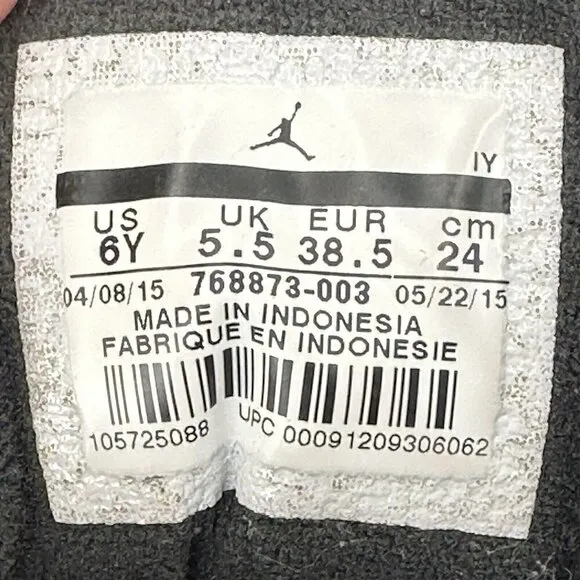 IY
US UK EUR cm
6Y 5.5 38.5 24
04/08/15 768873-003 05/22/15
MADE IN INDONESIA
FABRIQUE EN INDONESIE
105725088 UPC 00091209306062